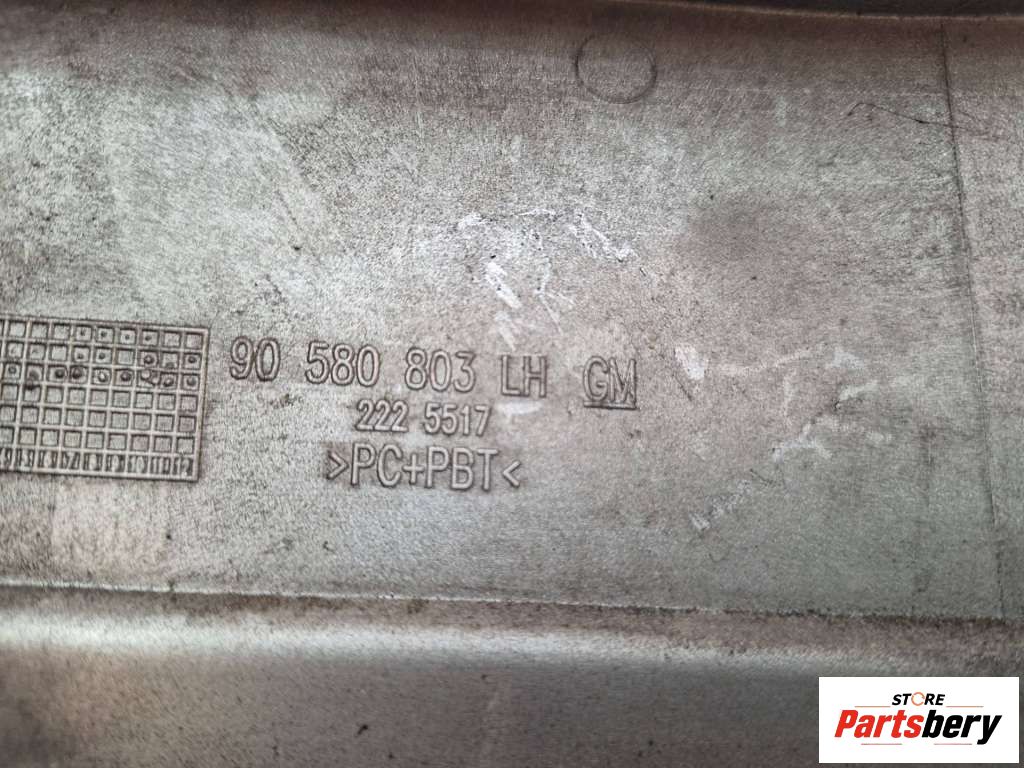 90 580 803 LH GM
222 5517
>PC+PBT<
STORE
Partsbery